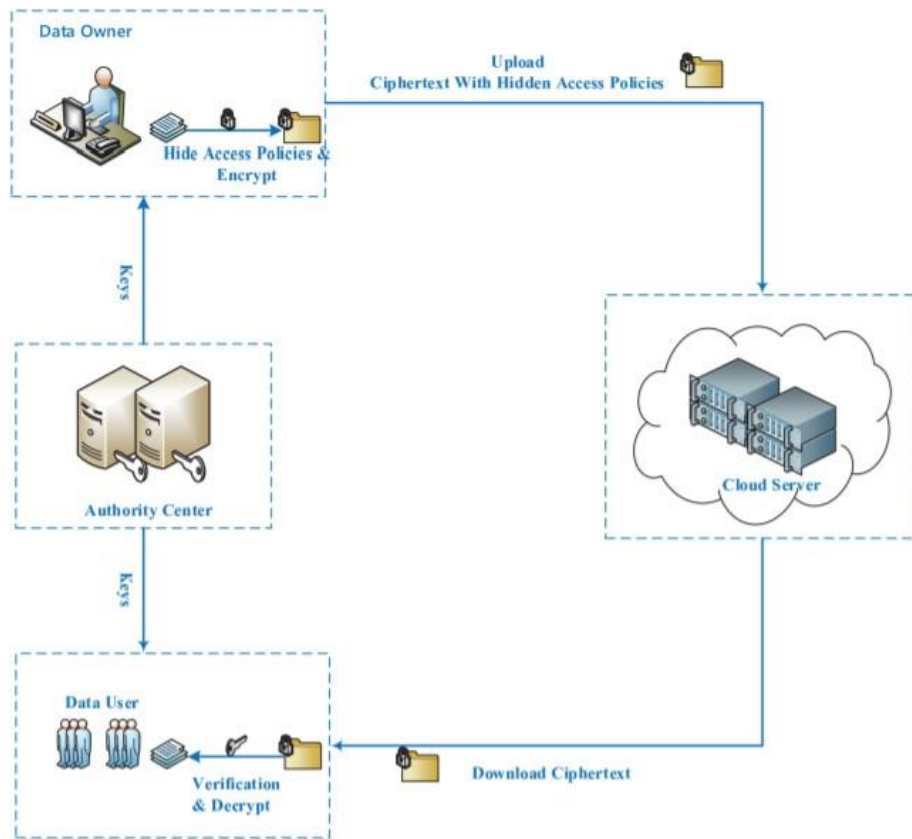 Data Owner
Upload
Ciphertext With Hidden Access Policies
Hide Access Policies &
Encrypt
Keys
Authority Center
Cloud Server
Keys
Data User
Verification
& Decrypt
Download Ciphertext